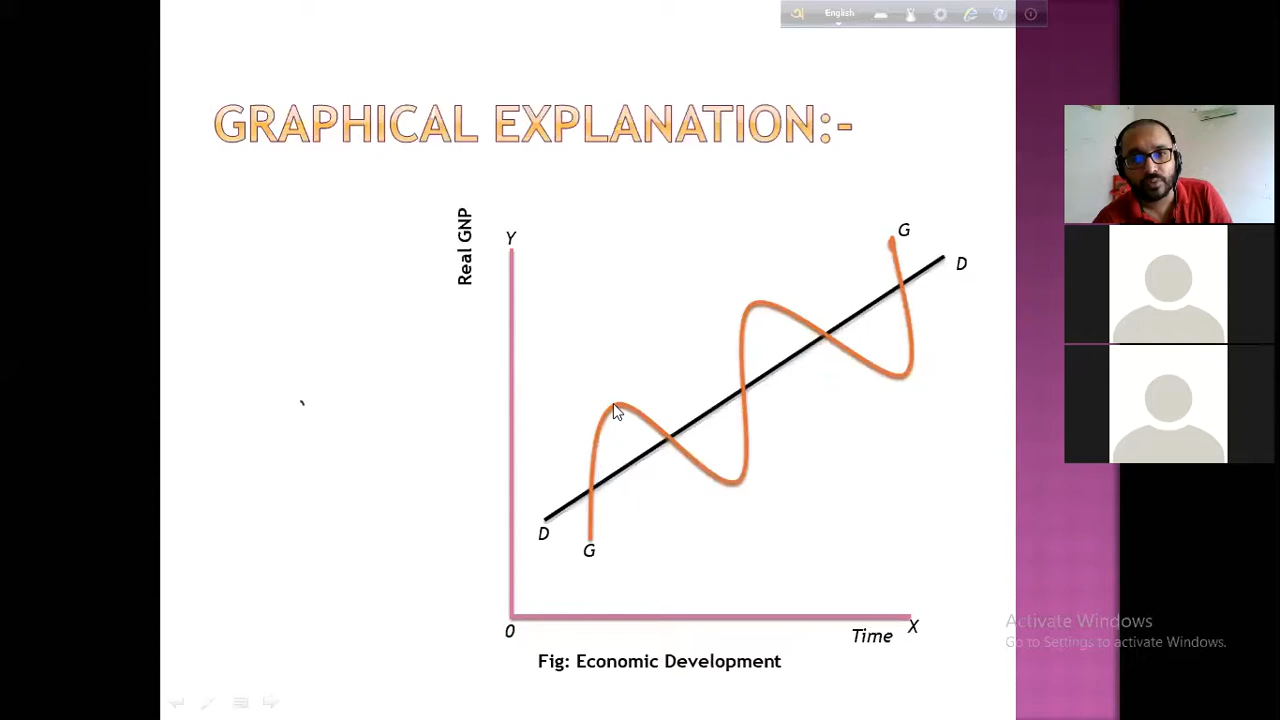 অ English
GRAPHICAL EXPLANATION:-
Real GNP
Y
G
D
D
G
0
Time
X
Fig: Economic Development
Activate Windows
Go to Settings to activate Windows.